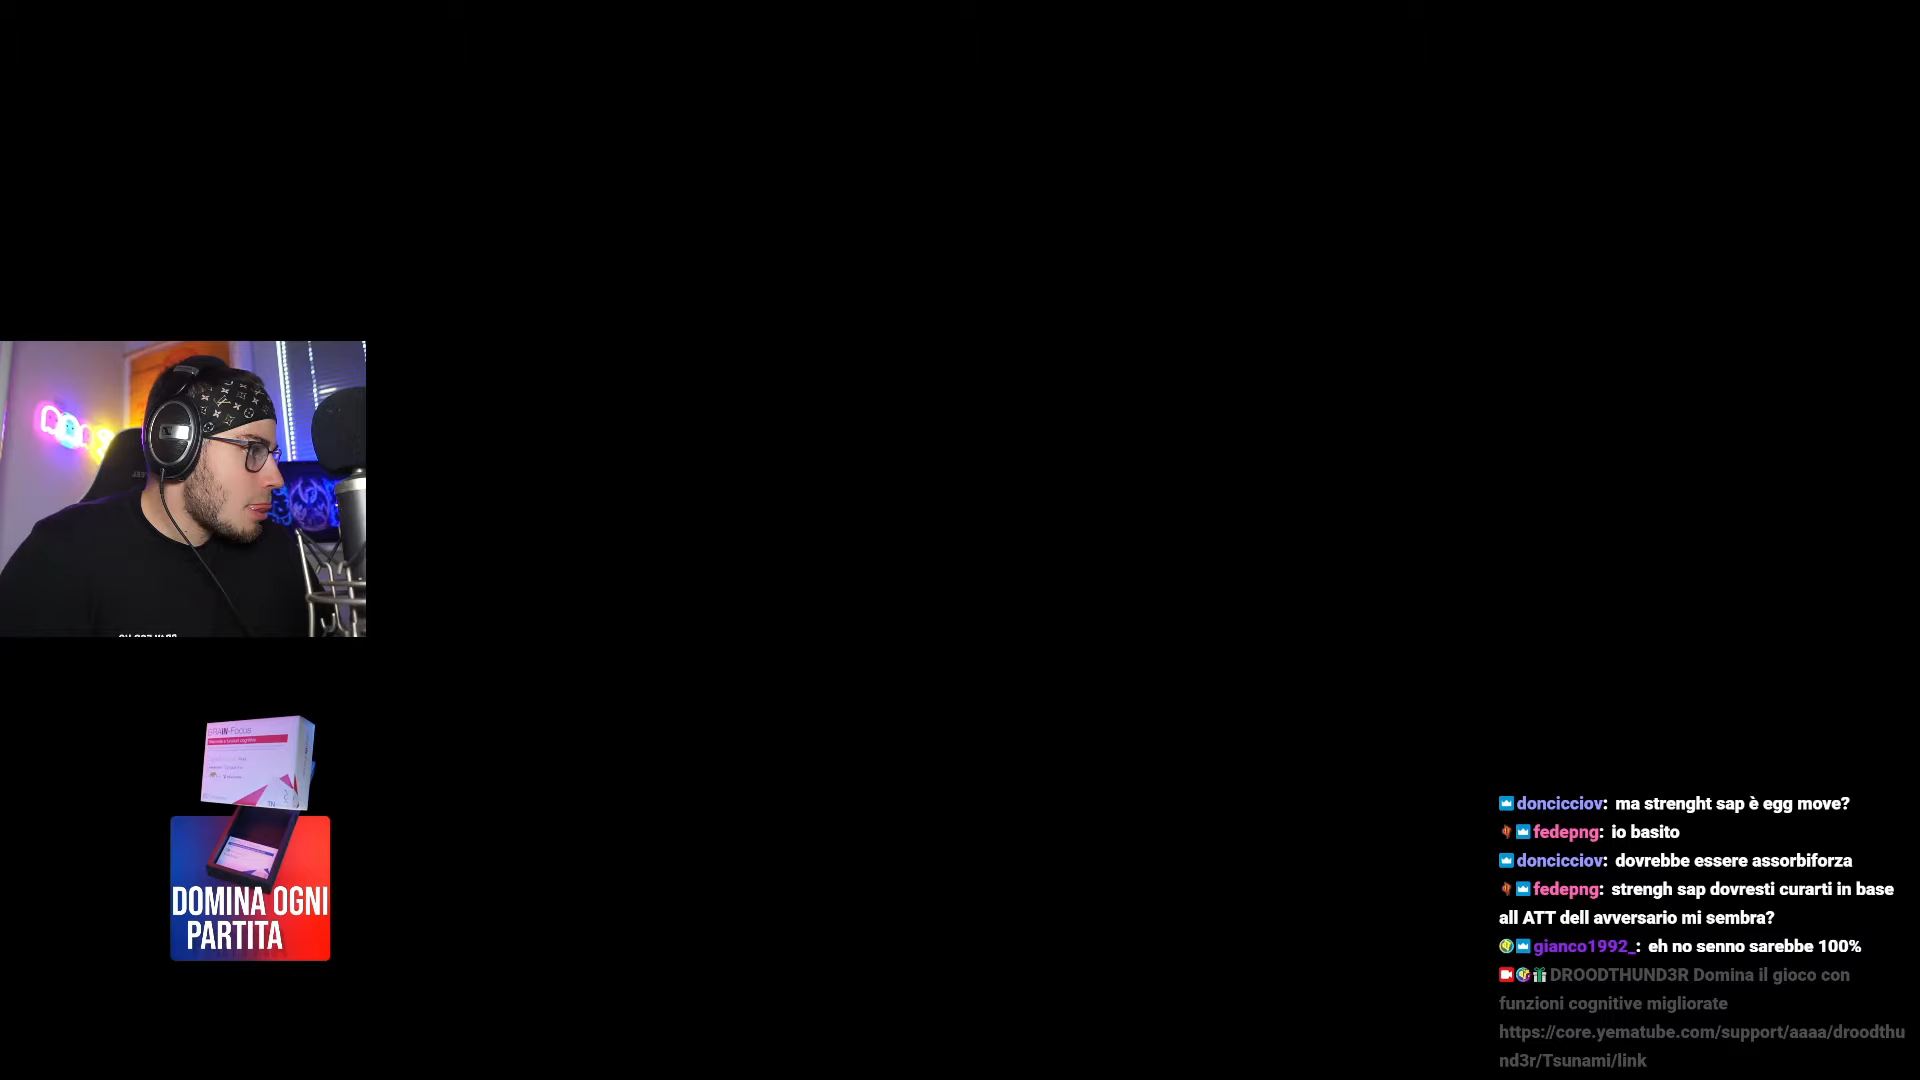 BRAIN-Focus
DOMINA OGNI
PARTITA
doncicciov: ma strenght sap è egg move?
fedepng: io basito
doncicciov: dovrebbe essere assorbiforza
fedepng: strengh sap dovresti curarti in base
all ATT dell avversario mi sembra?
gianco1992_: eh no senno sarebbe 100%
DROODTHUND3R Domina il gioco con
funzioni cognitive migliorate
https://core.yematube.com/support/aaaa/droodthu
nd3r/Tsunami/link